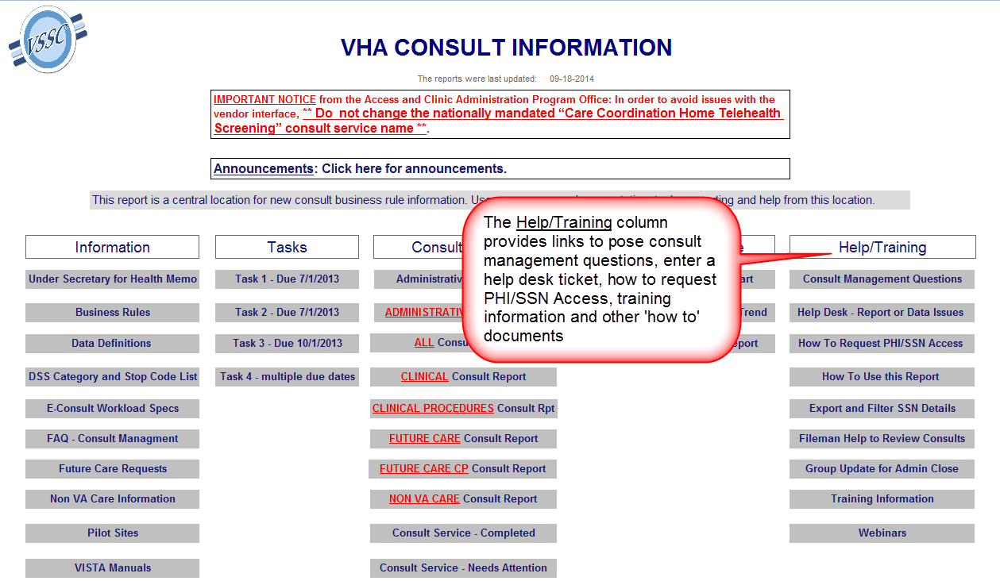 VSSC
VHA CONSULT INFORMATION
The reports were last updated: 09-18-2014
IMPORTANT NOTICE from the Access and Clinic Administration Program Office: In order to avoid issues with the
vendor interface, ** Do not change the nationally mandated “Care Coordination Home Telehealth
Screening” consult service name **.
Announcements: Click here for announcements.
This report is a central location for new consult business rule information. Us ng and help from this location.
The Help/Training column
provides links to pose consult
management questions, enter a
help desk ticket, how to request
PHI/SSN Access, training
information and other 'how to'
documents
Information
Under Secretary for Health Memo
Business Rules
Data Definitions
DSS Category and Stop Code List
E-Consult Workload Specs
FAQ - Consult Managment
Future Care Requests
Non VA Care Information
Pilot Sites
VISTA Manuals
Tasks
Task 1 - Due 7/1/2013
Task 2 - Due 7/1/2013
Task 3 - Due 10/1/2013
Task 4 - multiple due dates
Consult
Administrativ
ADMINISTRATIV
ALL Consu
CLINICAL Consult Report
CLINICAL PROCEDURES Consult Rpt
FUTURE CARE Consult Report
FUTURE CARE CP Consult Report
NON VA CARE Consult Report
Consult Service - Completed
Consult Service - Needs Attention
e
art
Trend
eport
Help/Training
Consult Management Questions
Help Desk - Report or Data Issues
How To Request PHI/SSN Access
How To Use this Report
Export and Filter SSN Details
Fileman Help to Review Consults
Group Update for Admin Close
Training Information
Webinars